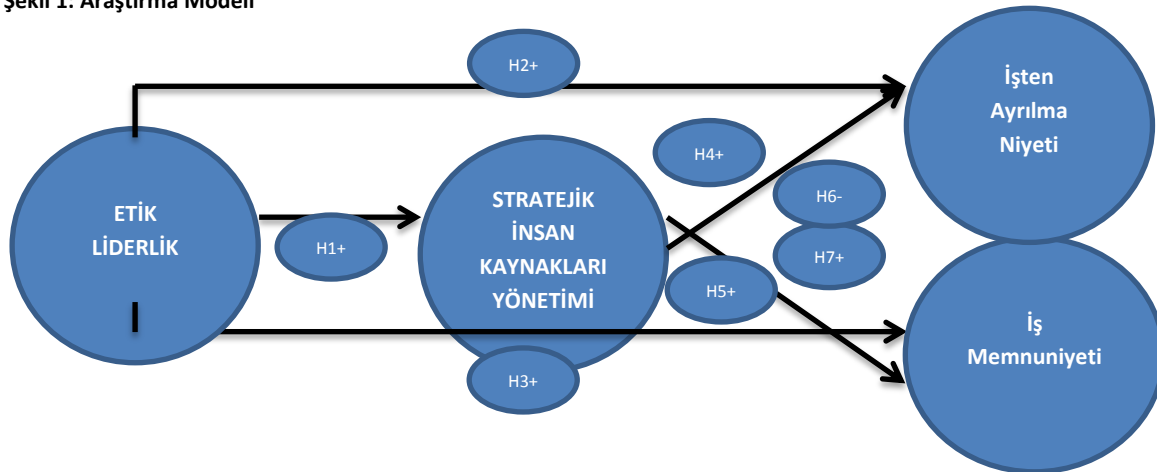 Şekil 1: Araştırma Modeli
H2+
İşten
Ayrılma
Niyeti
H4+
ETİK
LİDERLİK
H1+
STRATEJİK
İNSAN
KAYNAKLARI
YÖNETİMİ
H6-
H7+
H5+
İş
Memnuniyeti
H3+